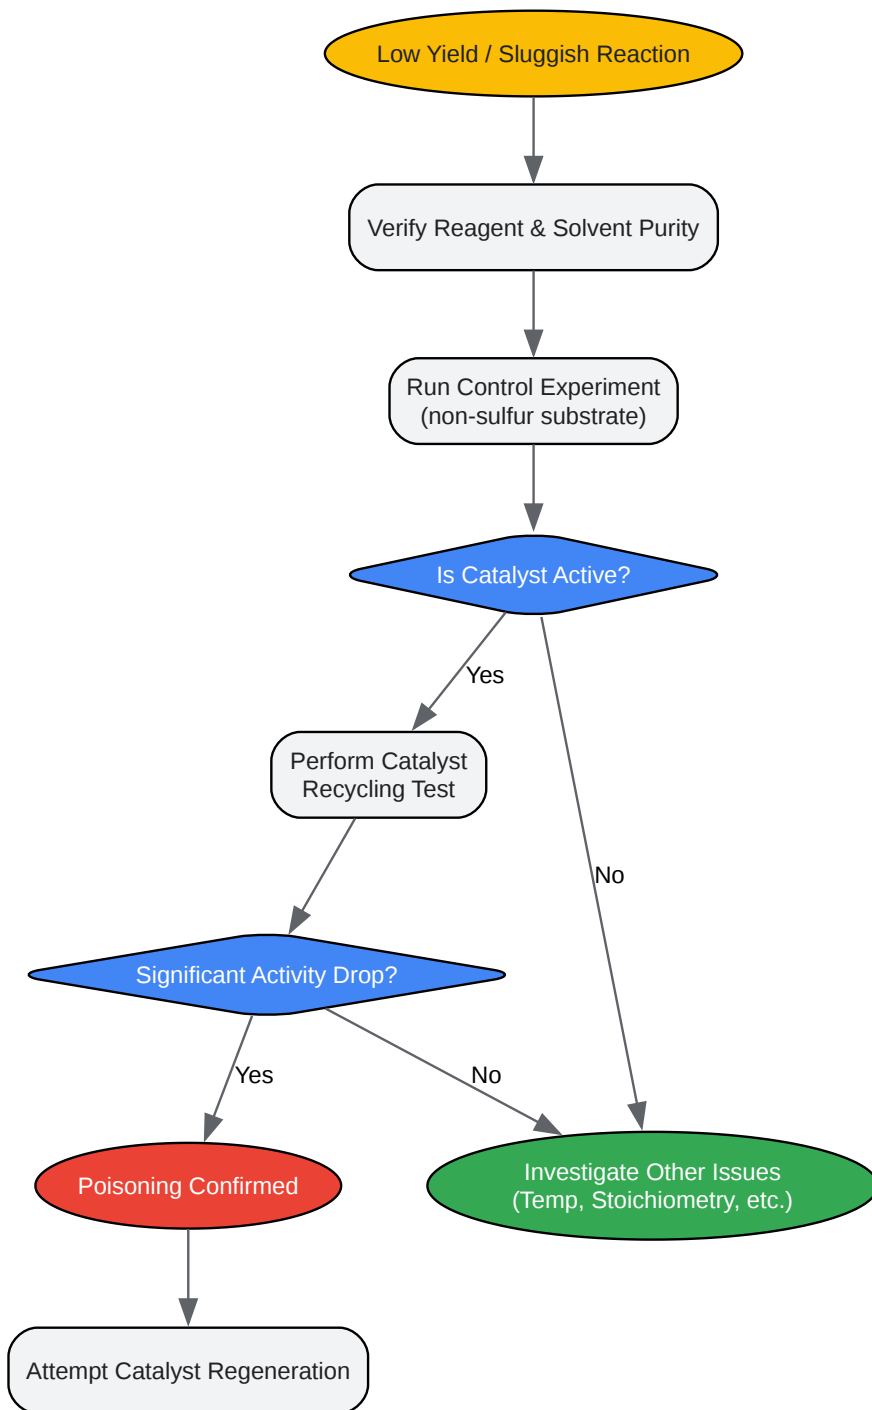 Low Yield / Sluggish Reaction
Verify Reagent & Solvent Purity
Run Control Experiment
(non-sulfur substrate)
Is Catalyst Active?
Yes
Perform Catalyst
Recycling Test
No
Significant Activity Drop?
Yes
No
Poisoning Confirmed
Investigate Other Issues
(Temp, Stoichiometry, etc.)
Attempt Catalyst Regeneration